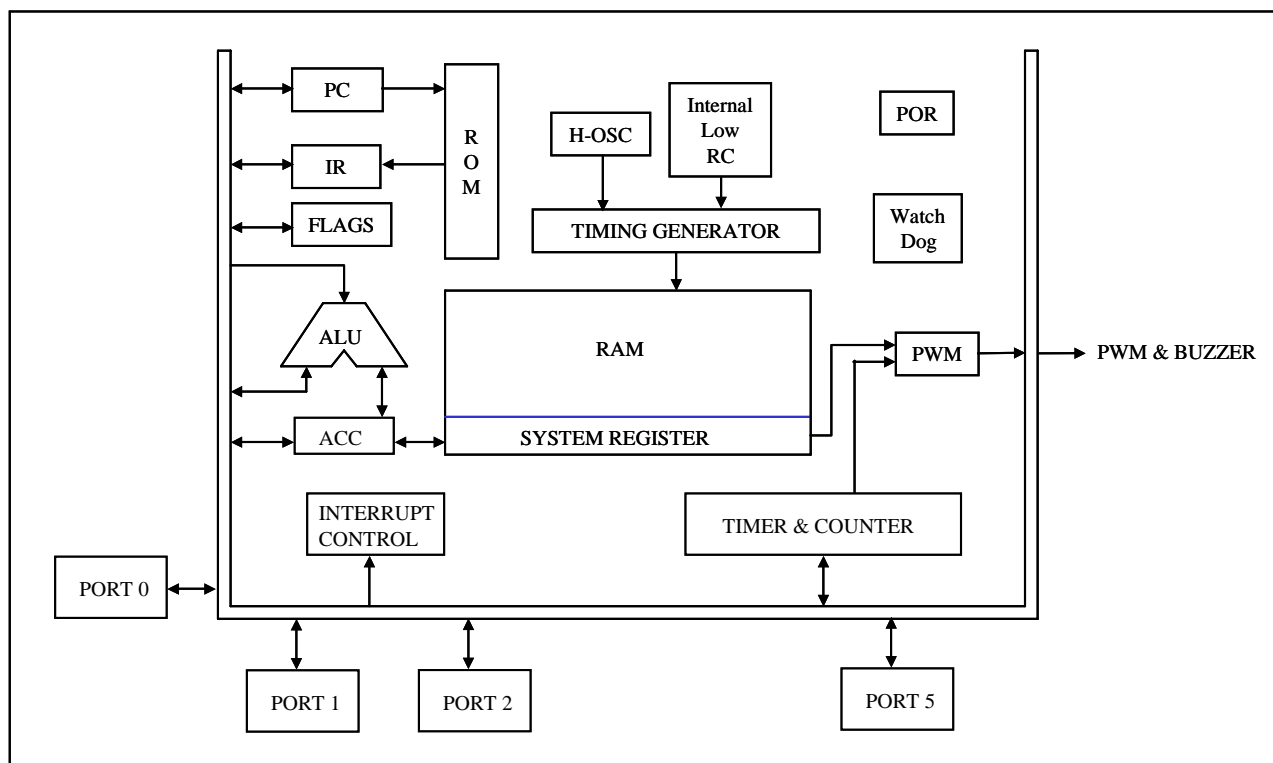 PC
R
O
M
IR
FLAGS
H-OSC
Internal
Low
RC
POR
TIMING GENERATOR
Watch
Dog
ALU
RAM
PWM
PWM & BUZZER
ACC
SYSTEM REGISTER
INTERRUPT
CONTROL
TIMER & COUNTER
PORT 0
PORT 1
PORT 2
PORT 5